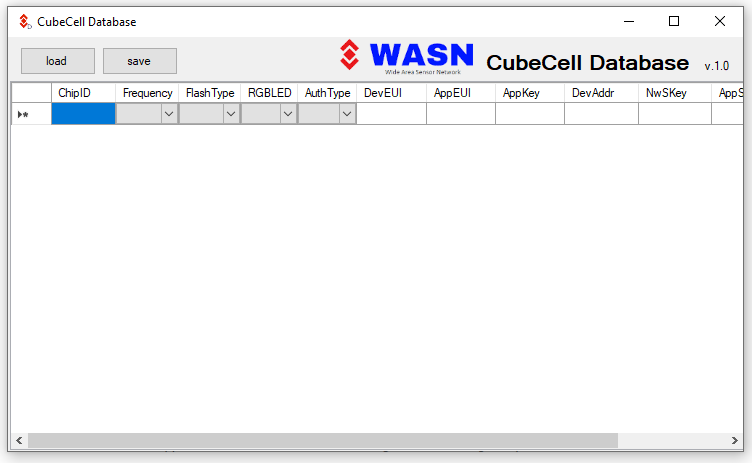 CubeCell Database
load save WASN Wide Area Sensor Network CubeCell Database v.1.0
ChipID Frequency FlashType RGBLED AuthType DevEUI AppEUI AppKey DevAddr NwSKey AppS